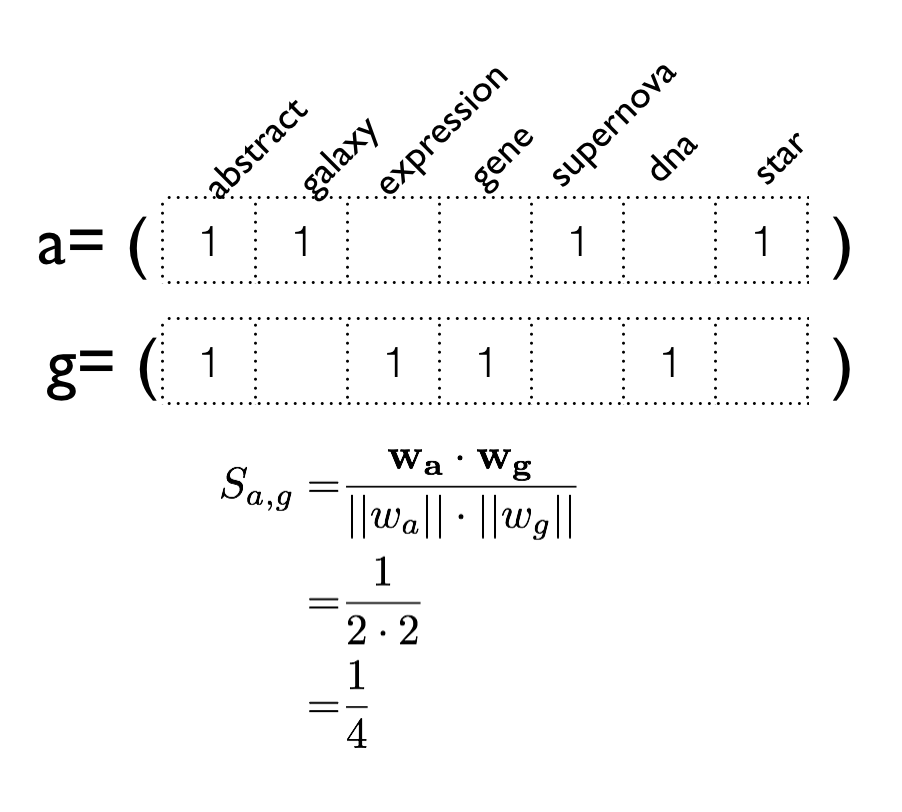 abstract galaxy expression gene supernova dna star
a= ( 1 1 1 1 )
g= ( 1 1 1 1 )
S_{a,g} = \frac{\mathbf{w_a} \cdot \mathbf{w_g}}{||w_a|| \cdot ||w_g||}
= \frac{1}{2 \cdot 2}
= \frac{1}{4}